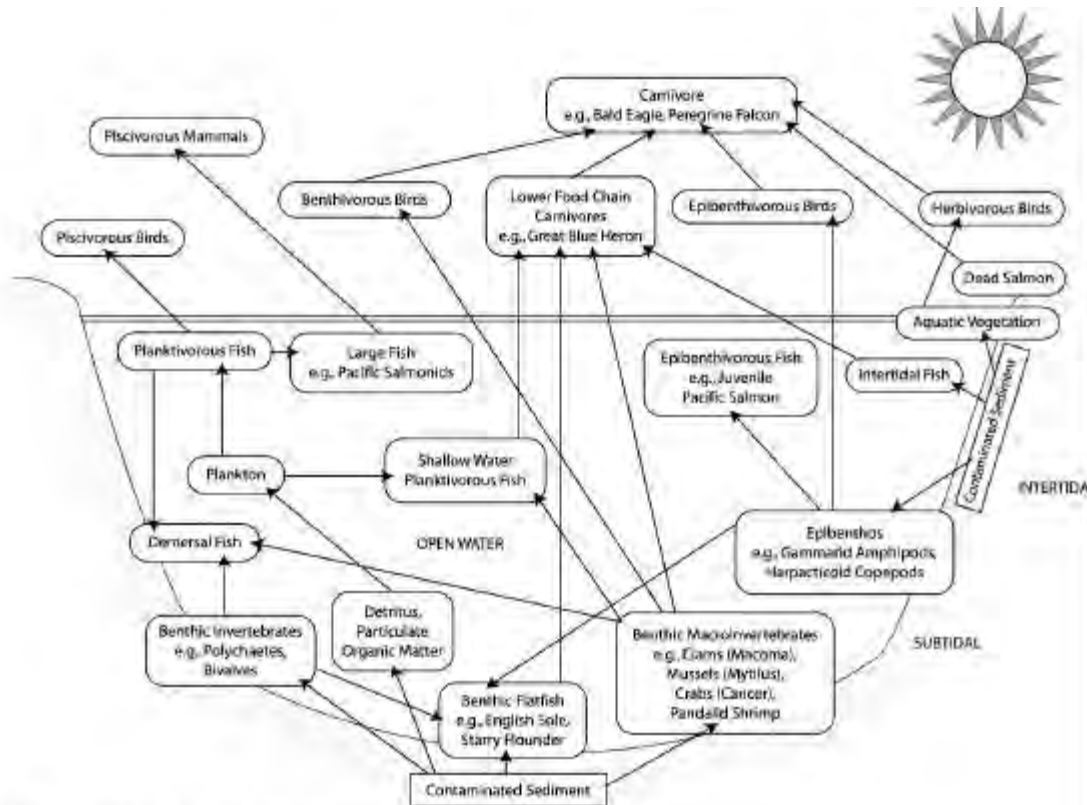 Carnivore
e.g., Bald Eagle, Peregrine Falcon
Piscivorous Mammals
Benthivorous Birds
Lower Food Chain
Carnivores
e.g., Great Blue Heron
Epibenthivorous Birds
Herbivorous Birds
Piscivorous Birds
Dead Salmon
Aquatic Vegetation
Planktivorous Fish
Large Fish
e.g., Pacific Salmonids
Epibenthivorous Fish
e.g., Juvenile
Pacific Salmon
Intertidal Fish
Contaminated Sediment
Plankton
Shallow Water
Planktivorous Fish
INTERTIDA
Demersal Fish
OPEN WATER
Epibenthos
e.g., Gammarid Amphipods,
Harpacticoid Copepods
Benthic Invertebrates
e.g., Polychaetes,
Bivalves
Detritus,
Particulate
Organic Matter
Benthic Macroinvertebrates
e.g., Clams (Macoma),
Mussels (Mytilus),
Crabs (Cancer),
Pandalid Shrimp
SUBTIDAL
Benthic Flatfish
e.g., English Sole,
Starry Flounder
Contaminated Sediment